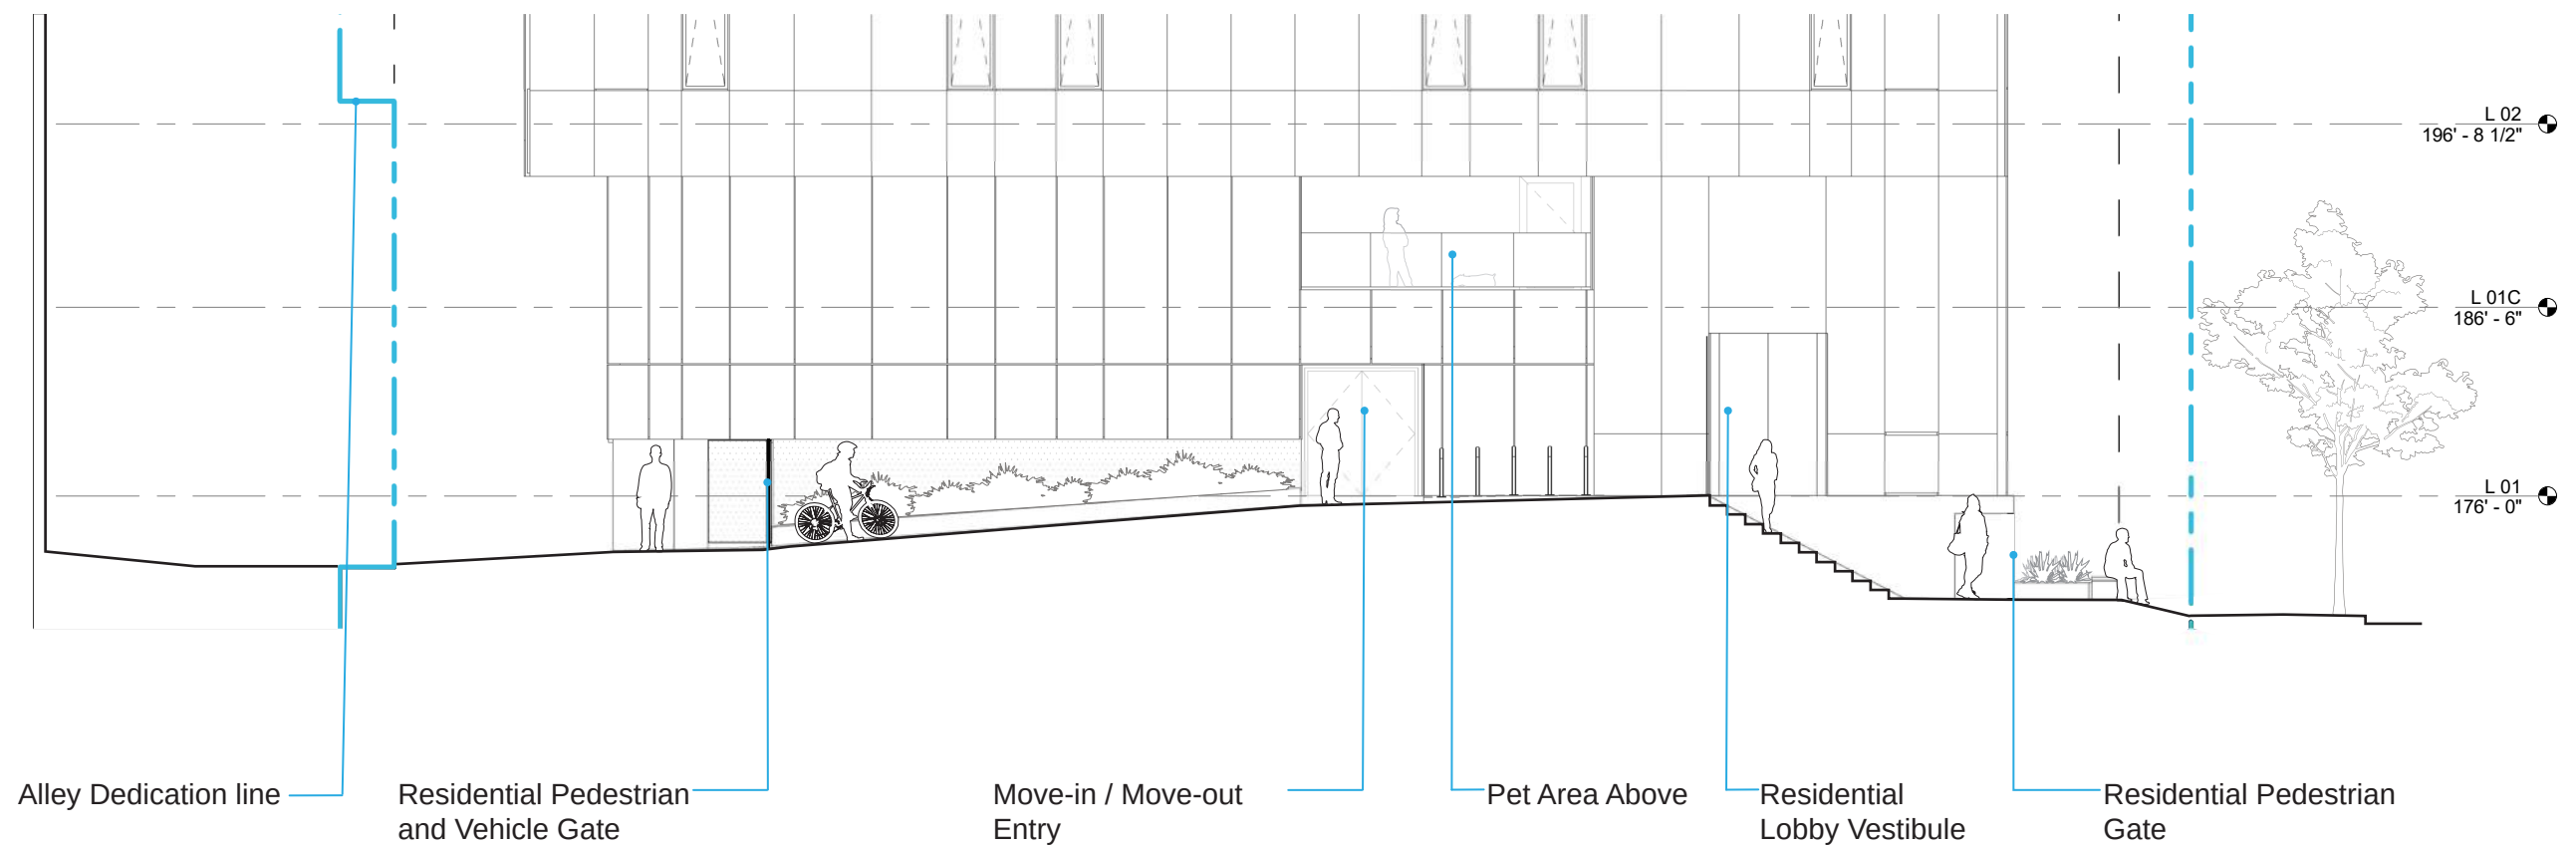 L 02
196' - 8 1/2"
L 01C
186' - 6"
L 01
176' - 0"
Alley Dedication line
Residential Pedestrian
and Vehicle Gate
Move-in / Move-out
Entry
Pet Area Above
Residential
Lobby Vestibule
Residential Pedestrian
Gate